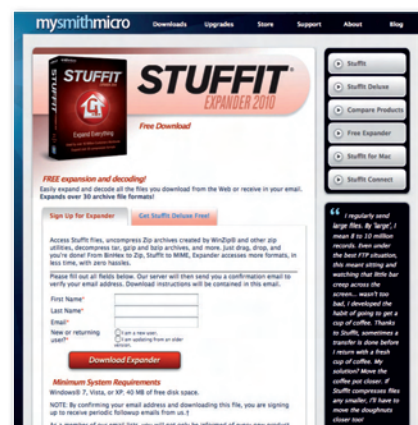 mysmithmicro
Downloads Upgrades Store Support About Blog
STUFFIT
Expand Everything
STUFFIT®
EXPANDER 2010
Free Download
FREE expansion and decoding!
Easily expand and decode all the files you download from the Web or receive in your email.
Expands over 30 archive file formats!
Sign Up for Expander
Get StuffIt Deluxe Free!
Access StuffIt files, uncompress Zip archives created by WinZip® and other zip
utilities, decompress tar, gzip and bzip archives, and more. Just drag, drop, and
you're done! From BinHex to Zip, StuffIt to MIME, Expander accesses more formats, in
less time, with zero hassles.
Please fill out all fields below. Our server will then send you a confirmation email to
verify your email address. Download instructions will be contained in this email.
First Name*
Last Name*
Email*
New or returning
user?*
I am a new user.
I am updating from an older
version.
Download Expander
Minimum System Requirements
Windows® 7, Vista, or XP: 40 MB of free disk space.
NOTE: By confirming your email address and downloading this file, you are signing
up to receive periodic followup emails from us.†
StuffIt
StuffIt Deluxe
Compare Products
Free Expander
StuffIt for Mac
StuffIt Connect
“ I regularly send
large files. By 'large', I
mean 8 to 10 million
records. Even under
the best FTP situation,
this meant sitting and
watching that little bar
creep across the
screen... wasn't too
bad, I developed the
habit of going to get a
cup of coffee. Thanks
to StuffIt, sometimes a
transfer is done before
I return with a fresh
cup of coffee. My
solution? Move the
coffee pot closer. If
StuffIt compresses files
any smaller, I'll have to
move the doughnuts
closer too!